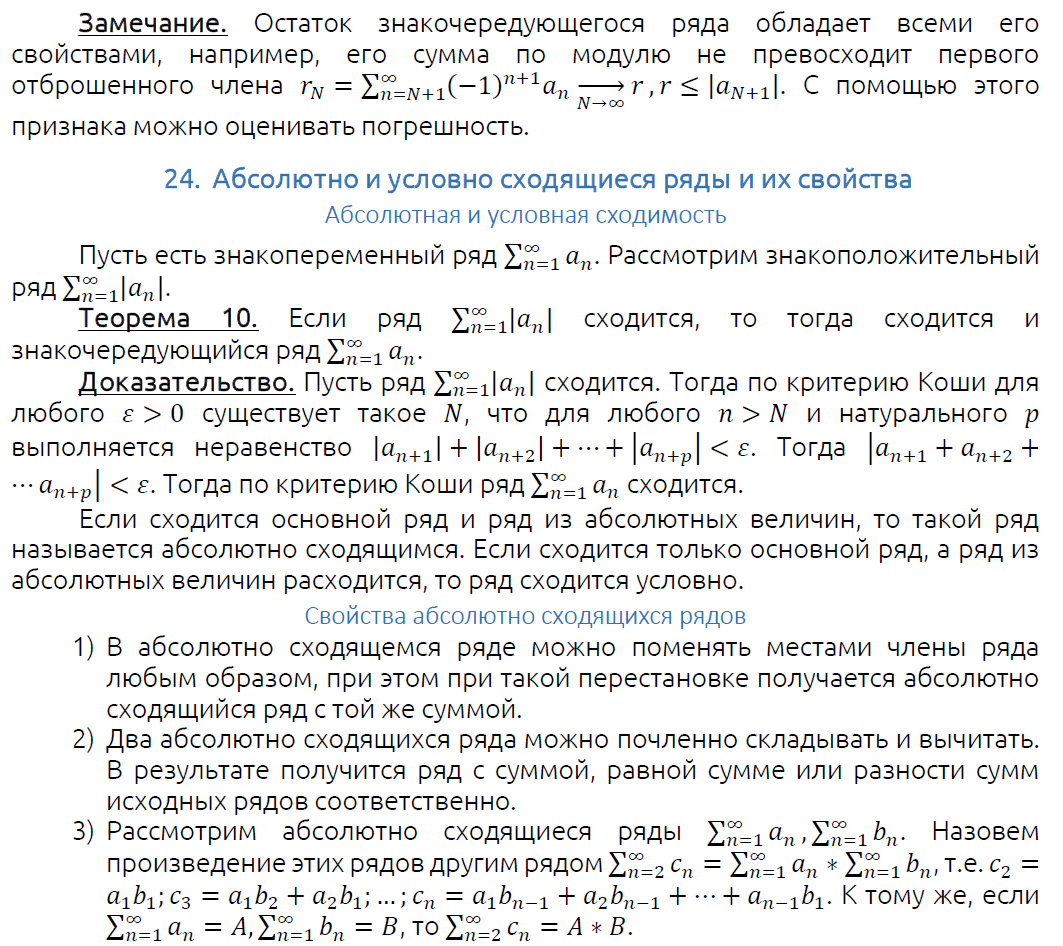 Замечание. Остаток знакочередующегося ряда обладает всеми его
свойствами, например, его сумма по модулю не превосходит первого
отброшенного члена $r_N = \sum_{n=N+1}^{\infty}(-1)^{n+1}a_n \xrightarrow[N\to\infty]{} r, r \le |a_{N+1}|$. С помощью этого
признака можно оценивать погрешность.
24. Абсолютно и условно сходящиеся ряды и их свойства
Абсолютная и условная сходимость
Пусть есть знакопеременный ряд $\sum_{n=1}^{\infty} a_n$. Рассмотрим знакоположительный
ряд $\sum_{n=1}^{\infty}|a_n|$.
Теорема 10. Если ряд $\sum_{n=1}^{\infty}|a_n|$ сходится, то тогда сходится и
знакочередующийся ряд $\sum_{n=1}^{\infty} a_n$.
Доказательство. Пусть ряд $\sum_{n=1}^{\infty}|a_n|$ сходится. Тогда по критерию Коши для
любого $\varepsilon > 0$ существует такое $N$, что для любого $n > N$ и натурального $p$
выполняется неравенство $|a_{n+1}| + |a_{n+2}| + \cdots + |a_{n+p}| < \varepsilon$. Тогда $|a_{n+1} + a_{n+2} +$
$\cdots a_{n+p}| < \varepsilon$. Тогда по критерию Коши ряд $\sum_{n=1}^{\infty} a_n$ сходится.
Если сходится основной ряд и ряд из абсолютных величин, то такой ряд
называется абсолютно сходящимся. Если сходится только основной ряд, а ряд из
абсолютных величин расходится, то ряд сходится условно.
Свойства абсолютно сходящихся рядов
1) В абсолютно сходящемся ряде можно поменять местами члены ряда
любым образом, при этом при такой перестановке получается абсолютно
сходящийся ряд с той же суммой.
2) Два абсолютно сходящихся ряда можно почленно складывать и вычитать.
В результате получится ряд с суммой, равной сумме или разности сумм
исходных рядов соответственно.
3) Рассмотрим абсолютно сходящиеся ряды $\sum_{n=1}^{\infty} a_n, \sum_{n=1}^{\infty} b_n$. Назовем
произведение этих рядов другим рядом $\sum_{n=2}^{\infty} c_n = \sum_{n=1}^{\infty} a_n * \sum_{n=1}^{\infty} b_n$, т.е. $c_2 =$
$a_1b_1; c_3 = a_1b_2 + a_2b_1; \dots; c_n = a_1b_{n-1} + a_2b_{n-1} + \cdots + a_{n-1}b_1$. К тому же, если
$\sum_{n=1}^{\infty} a_n = A, \sum_{n=1}^{\infty} b_n = B$, то $\sum_{n=2}^{\infty} c_n = A * B$.